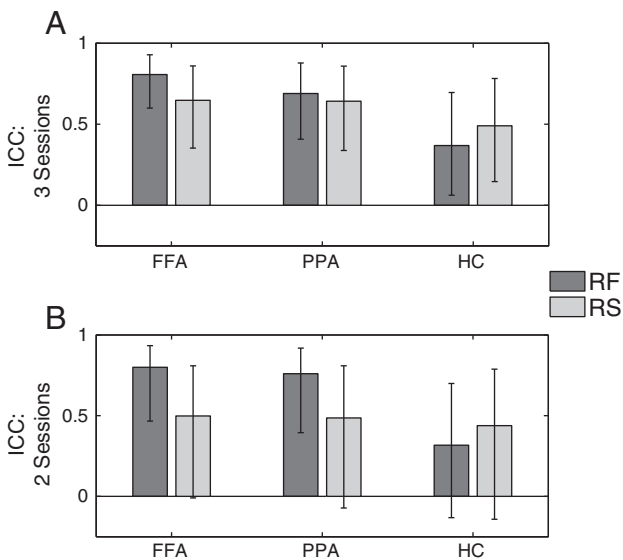 A
ICC:
3 Sessions
1
0.5
0
FFA PPA HC
RF
RS
B
ICC:
2 Sessions
1
0.5
0
FFA PPA HC